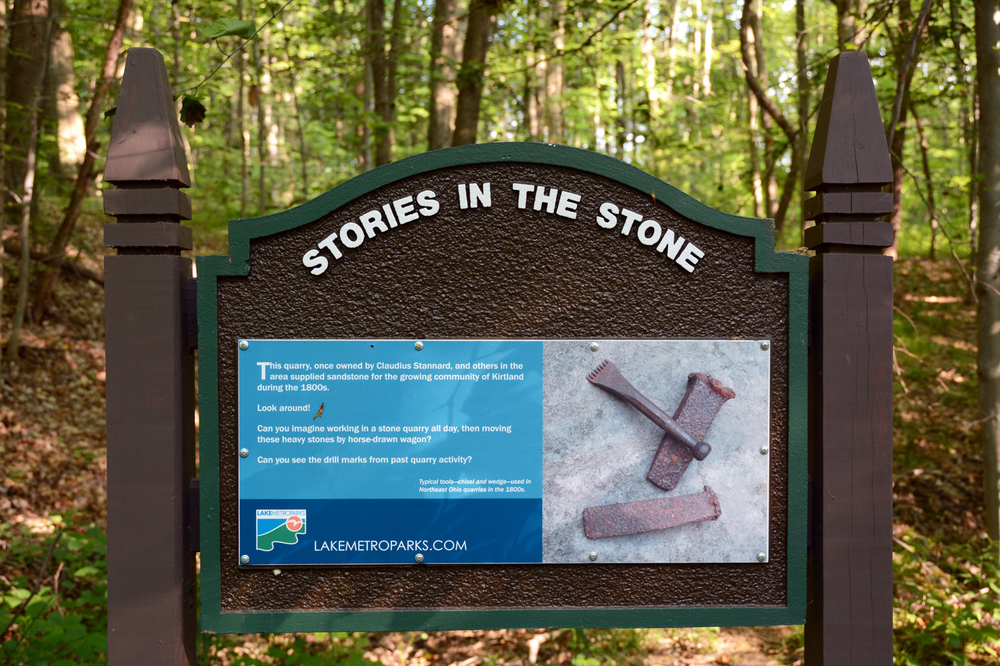 STORIES IN THE STONE
This quarry, once owned by Claudius Stannard, and others in the
area supplied sandstone for the growing community of Kirtland
during the 1800s.
Look around!
Can you imagine working in a stone quarry all day, then moving
these heavy stones by horse-drawn wagon?
Can you see the drill marks from past quarry activity?
Typical tools—chisel and wedge—used in
Northeast Ohio quarries in the 1800s.
LAKEMETROPARKS
LAKEMETROPARKS.COM